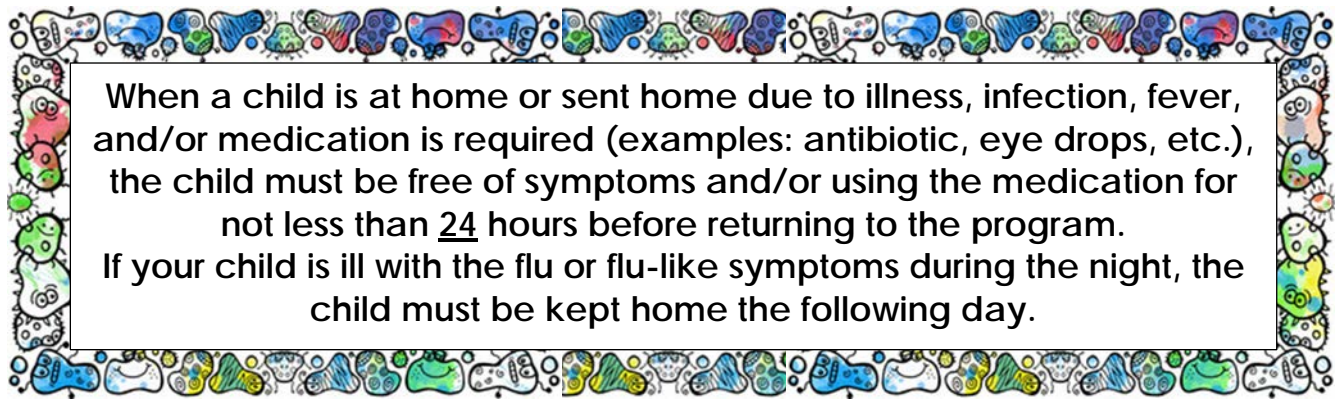 When a child is at home or sent home due to illness, infection, fever,
and/or medication is required (examples: antibiotic, eye drops, etc.),
the child must be free of symptoms and/or using the medication for
not less than 24 hours before returning to the program.
If your child is ill with the flu or flu-like symptoms during the night, the
child must be kept home the following day.